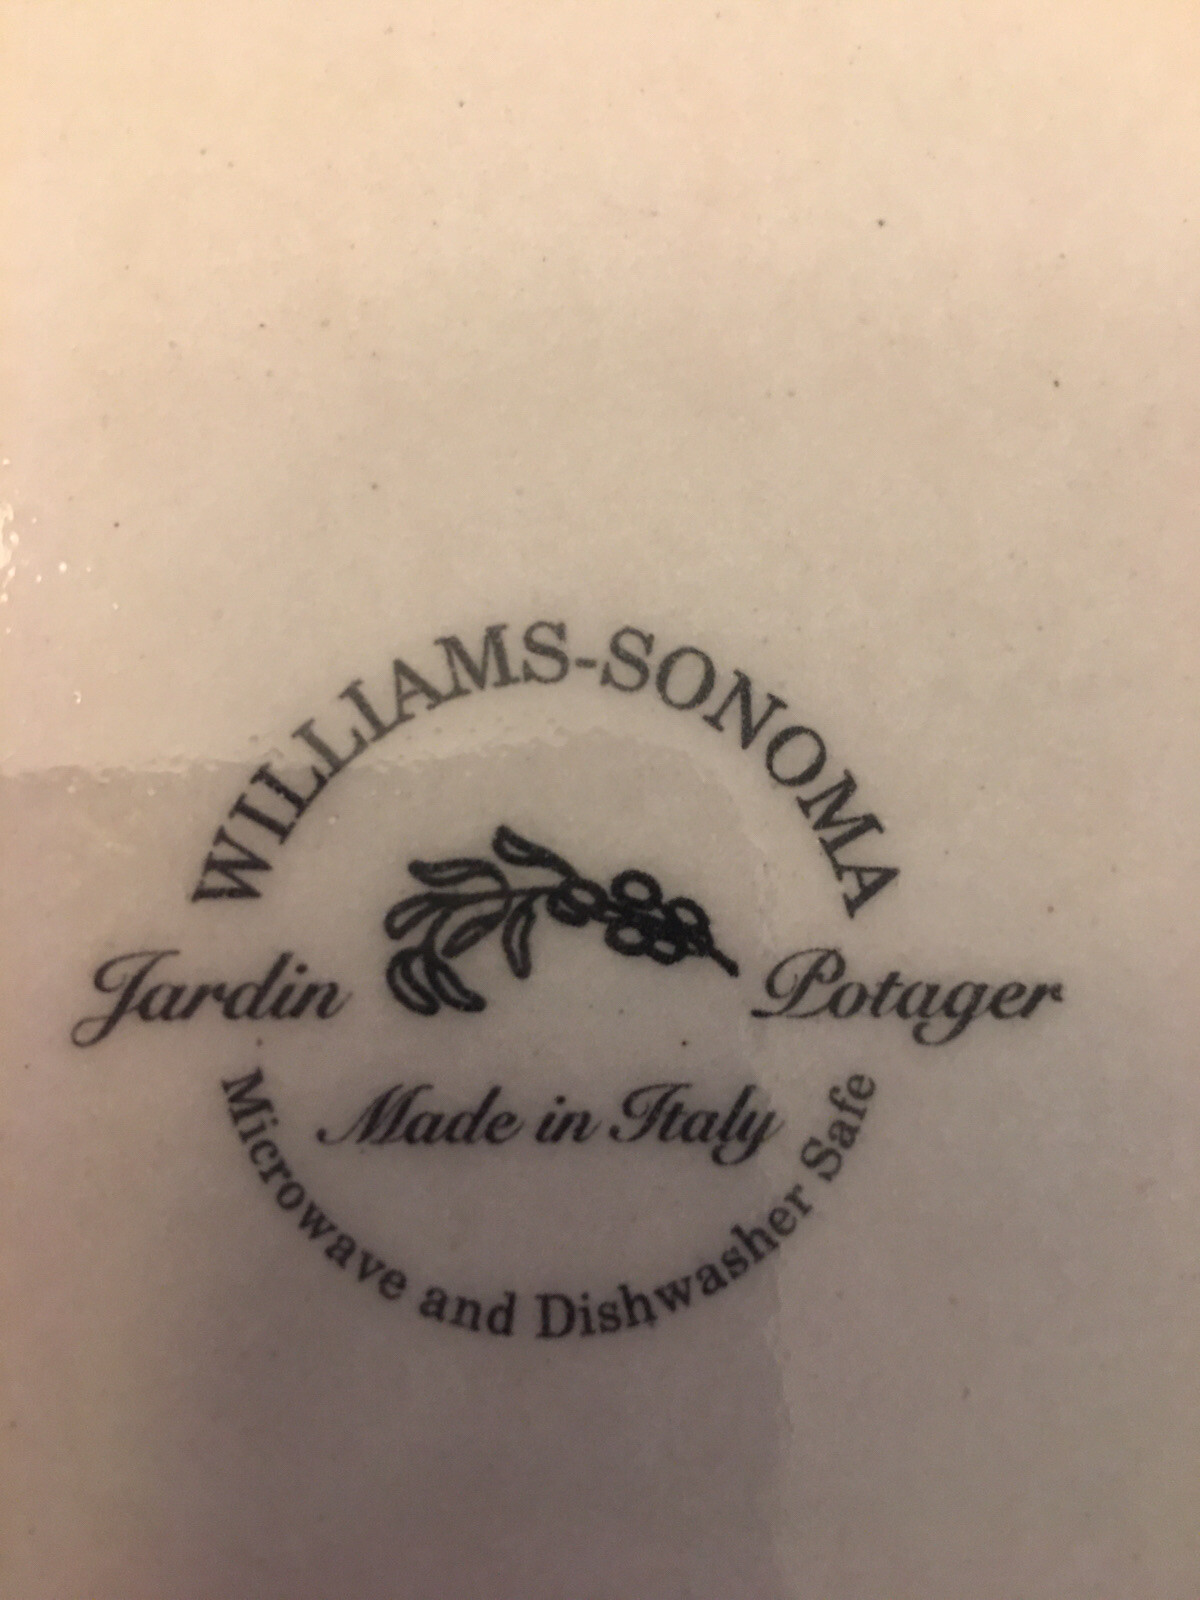 WILLIAMS-SONOMA
Jardin Potager
Made in Italy
Microwave and Dishwasher Safe